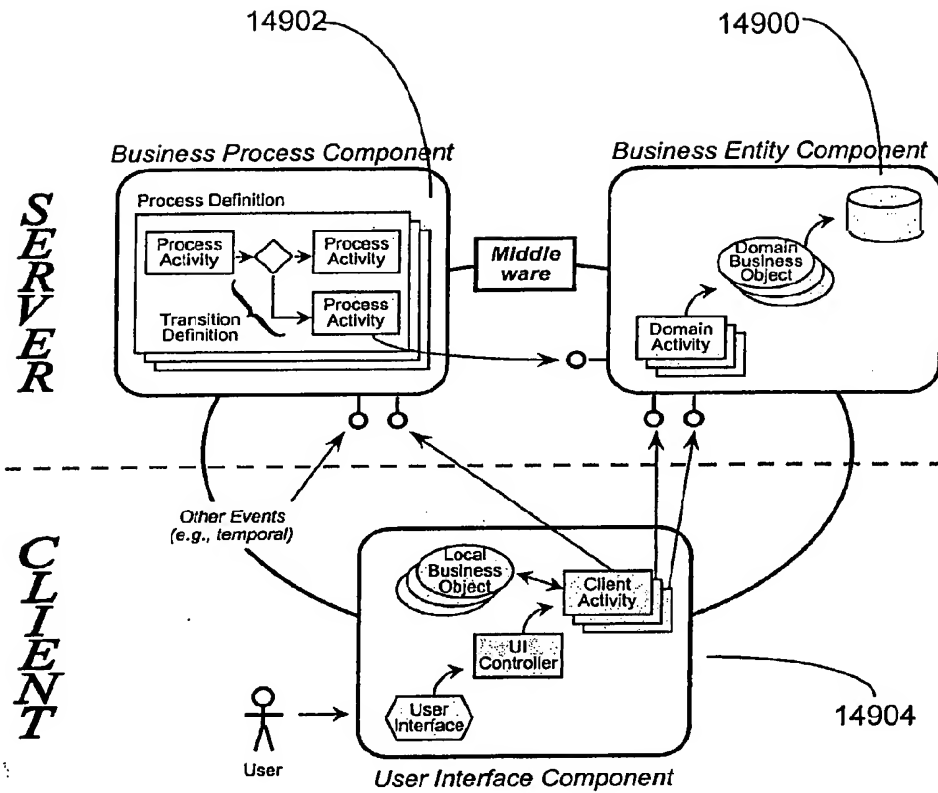 14902
14900
Business Process Component
Business Entity Component
SERVER
Process Definition
Process
Activity
Process
Activity
Process
Activity
Transition
Definition
Middle
ware
Domain
Business
Object
Domain
Activity
Other Events
(e.g., temporal)
CLIENT
Local
Business
Object
Client
Activity
UI
Controller
User
Interface
User
14904
User Interface Component